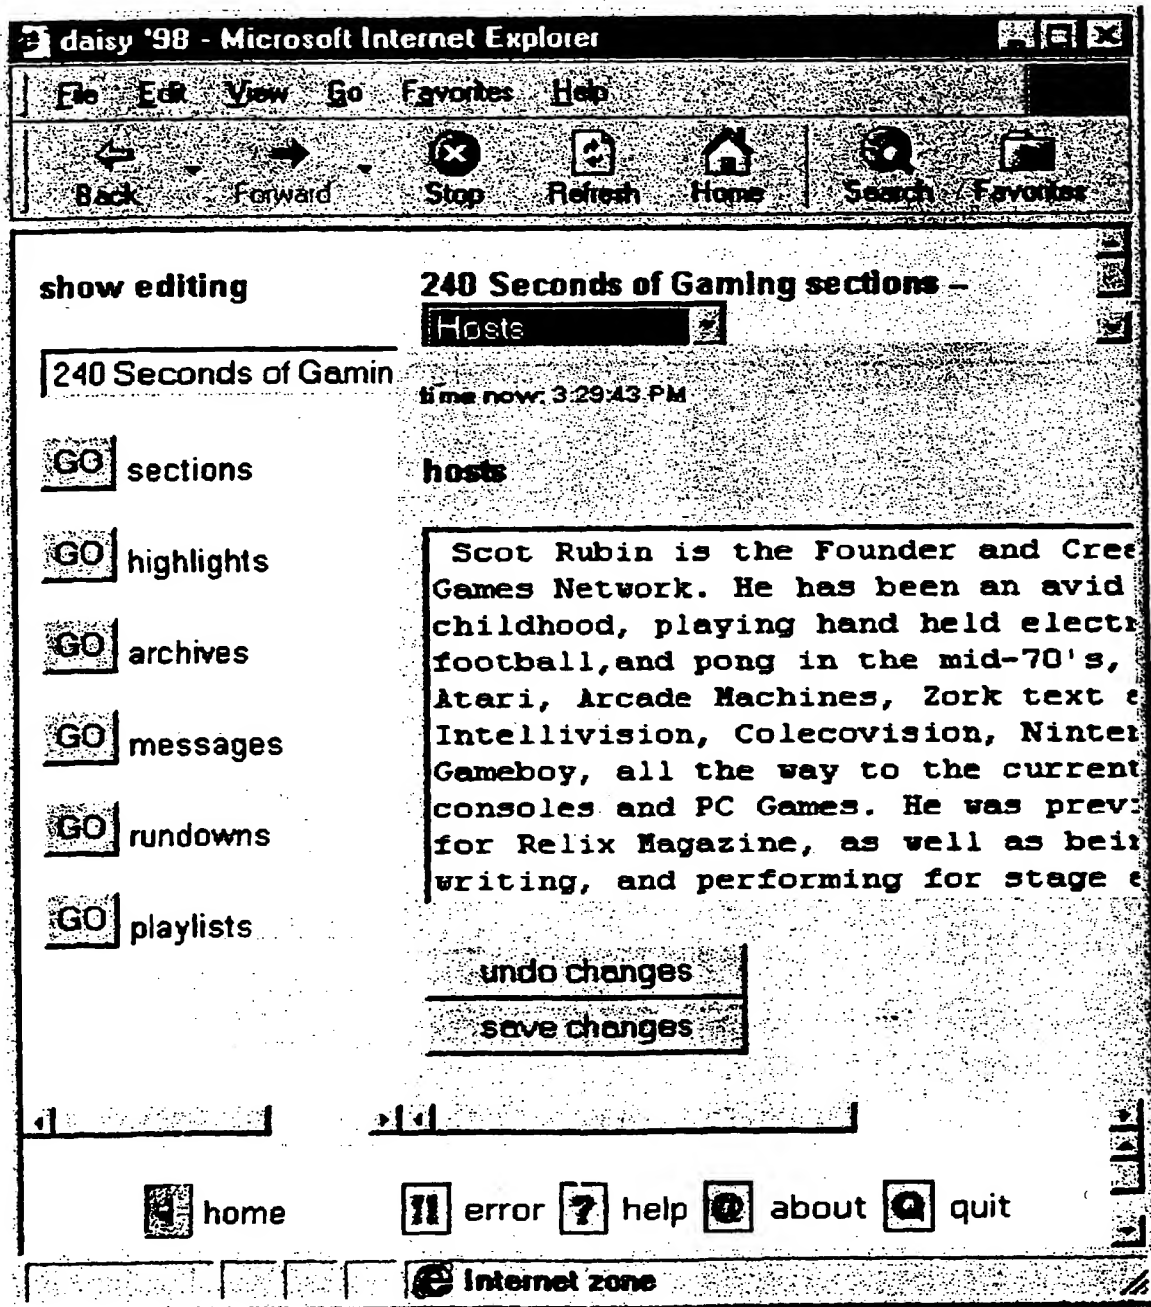 daisy '98 - Microsoft Internet Explorer
File Edit View Go Favorites Help
Back Forward Stop Refresh Home Search Favorites
show editing
240 Seconds of Gamin
GO sections
GO highlights
GO archives
GO messages
GO rundowns
GO playlists
240 Seconds of Gaming sections –
Hosts
time now: 3:29:43 PM
hosts
Scot Rubin is the Founder and Cre
Games Network. He has been an avid
childhood, playing hand held electr
football,and pong in the mid-70's,
Atari, Arcade Machines, Zork text
Intellivision, Colecovision, Ninte
Gameboy, all the way to the current
consoles and PC Games. He was prev
for Relix Magazine, as well as bei
writing, and performing for stage
undo changes
save changes
home !! error ? help @ about Q quit
Internet zone